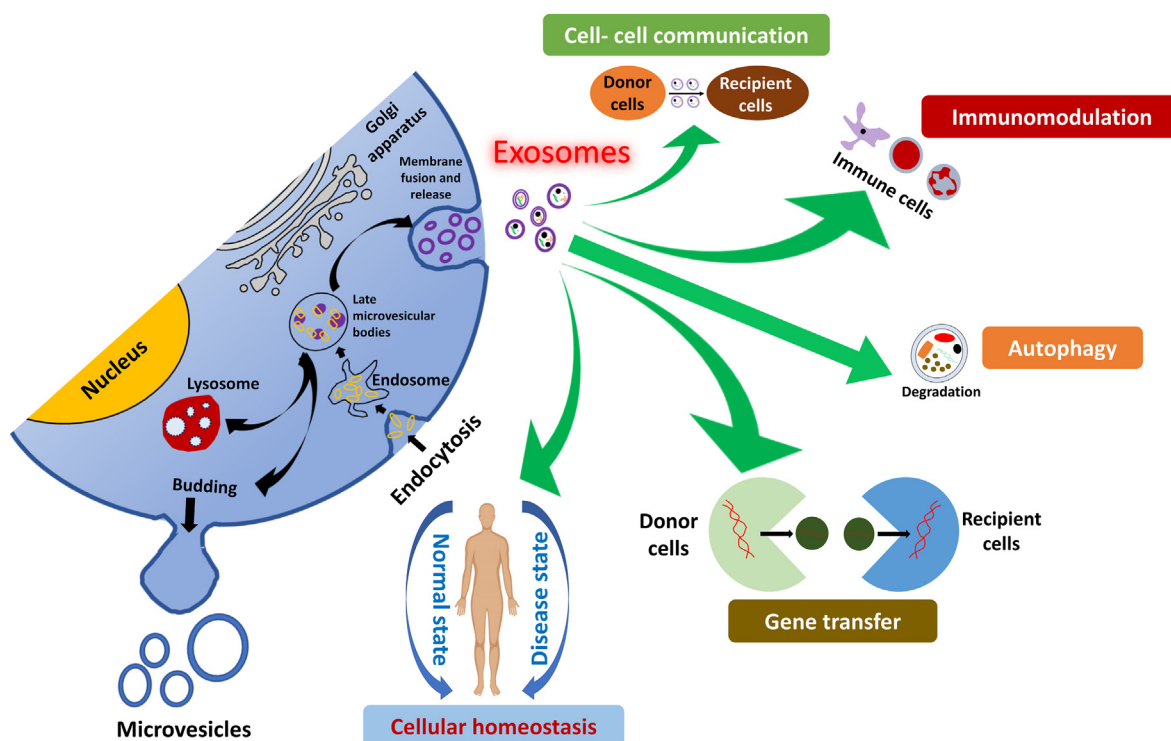 Cell- cell communication
Donor
cells
Recipient
cells
Immunomodulation
Immune cells
Golgi
apparatus
Membrane
fusion and
release
Exosomes
Late
microvesicular
bodies
Nucleus
Lysosome
Endosome
Endocytosis
Budding
Microvesicles
Autophagy
Degradation
Donor
cells
Recipient
cells
Gene transfer
Normal state
Disease state
Cellular homeostasis